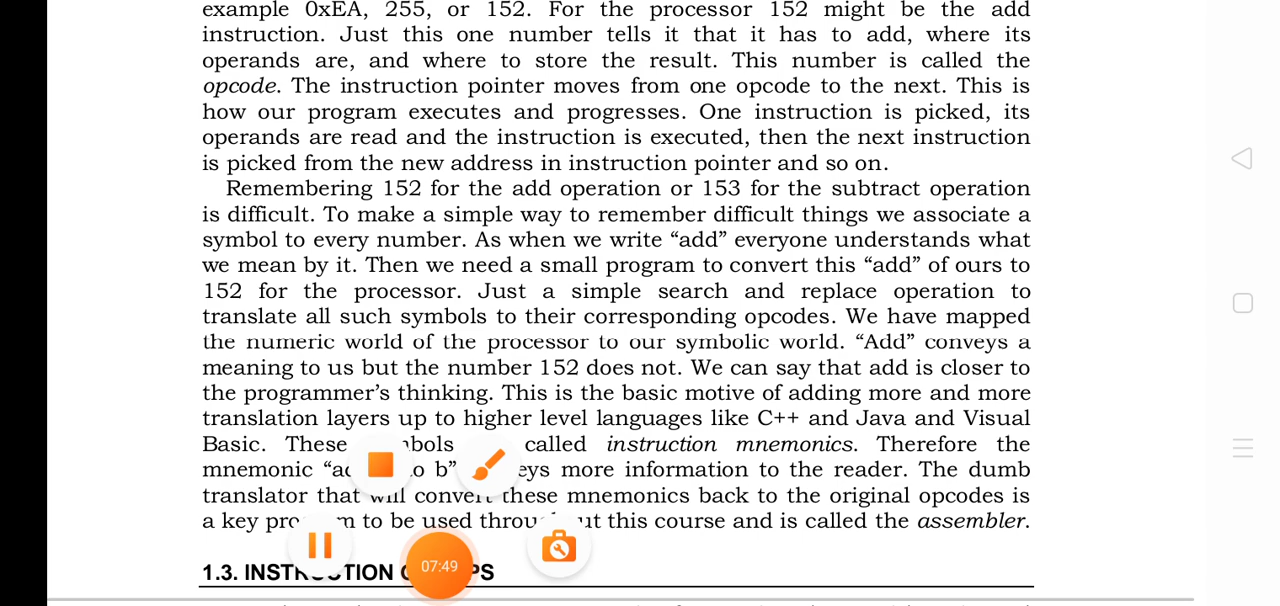 example 0xEA, 255, or 152. For the processor 152 might be the add
instruction. Just this one number tells it that it has to add, where its
operands are, and where to store the result. This number is called the
opcode. The instruction pointer moves from one opcode to the next. This is
how our program executes and progresses. One instruction is picked, its
operands are read and the instruction is executed, then the next instruction
is picked from the new address in instruction pointer and so on.
Remembering 152 for the add operation or 153 for the subtract operation
is difficult. To make a simple way to remember difficult things we associate a
symbol to every number. As when we write “add” everyone understands what
we mean by it. Then we need a small program to convert this “add” of ours to
152 for the processor. Just a simple search and replace operation to
translate all such symbols to their corresponding opcodes. We have mapped
the numeric world of the processor to our symbolic world. “Add” conveys a
meaning to us but the number 152 does not. We can say that add is closer to
the programmer’s thinking. This is the basic motive of adding more and more
translation layers up to higher level languages like C++ and Java and Visual
Basic. These called instruction mnemonics. Therefore the
mnemonic b” more information to the reader. The dumb
translator that will convert these mnemonics back to the original opcodes is
a key to be used this course and is called the assembler.
07:49
1.3. INSTRUCTION